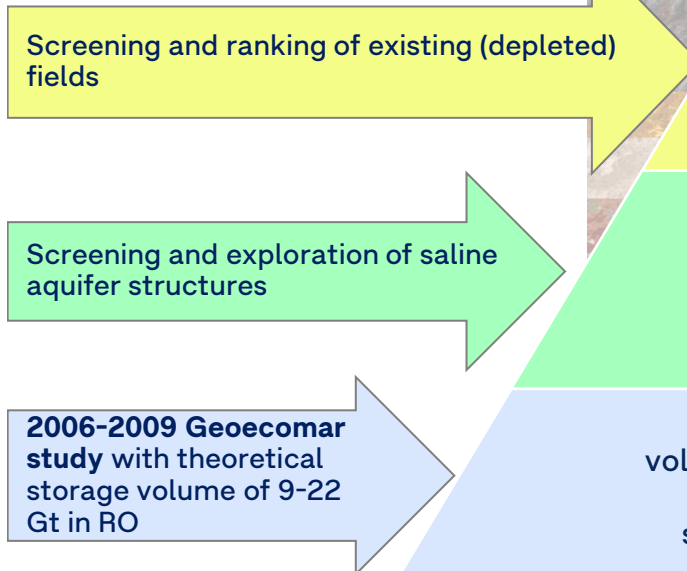 Screening and ranking of existing (depleted)
fields
Screening and exploration of saline
aquifer structures
2006-2009 Geoecomar
study with theoretical
storage volume of 9-22
Gt in RO